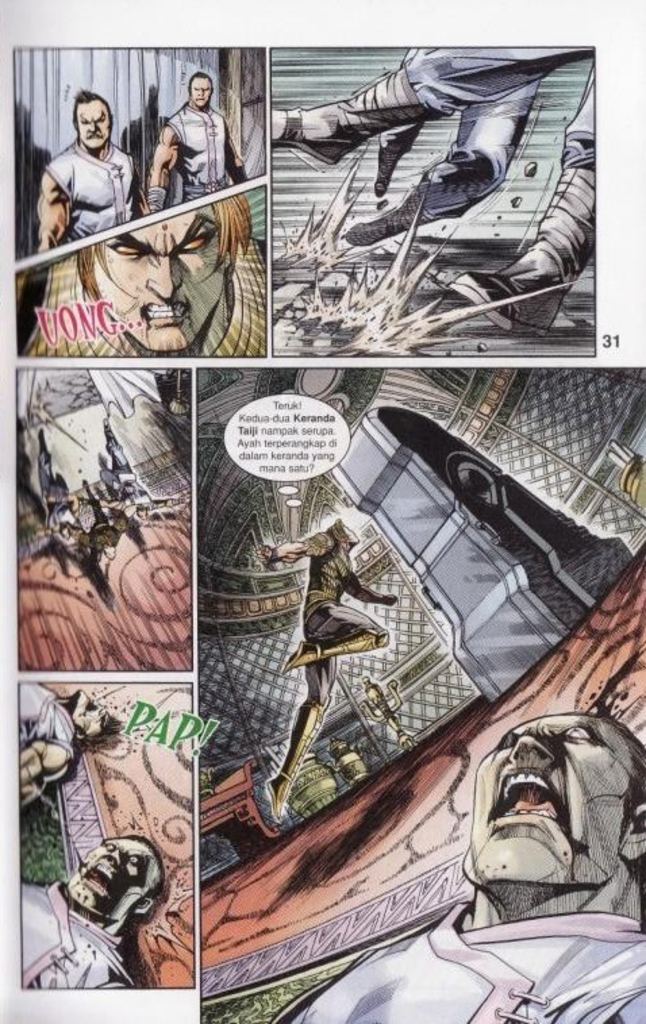 UONG...
31
Teruk!
Kedua-dua Keranda
Taiji nampak serupa.
Ayah terperangkap di
dalam keranda yang
mana satu?
PAP!